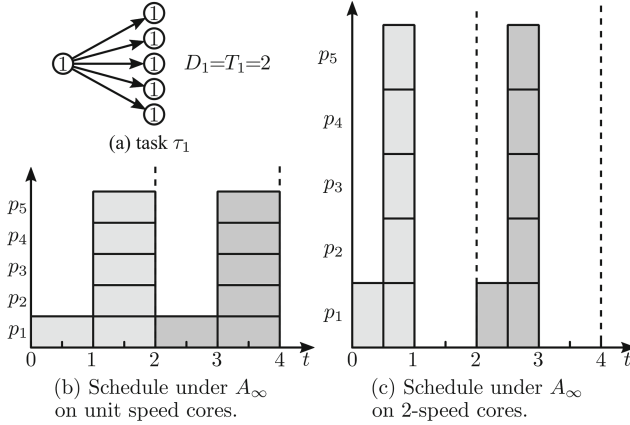 1
1 1 1 1 1
D₁=T₁=2
(a) task τ₁
p₅
p₄
p₃
p₂
p₁
0 1 2 3 4 t
(b) Schedule under A∞
on unit speed cores.
p₅
p₄
p₃
p₂
p₁
0 1 2 3 4 t
(c) Schedule under A∞
on 2-speed cores.